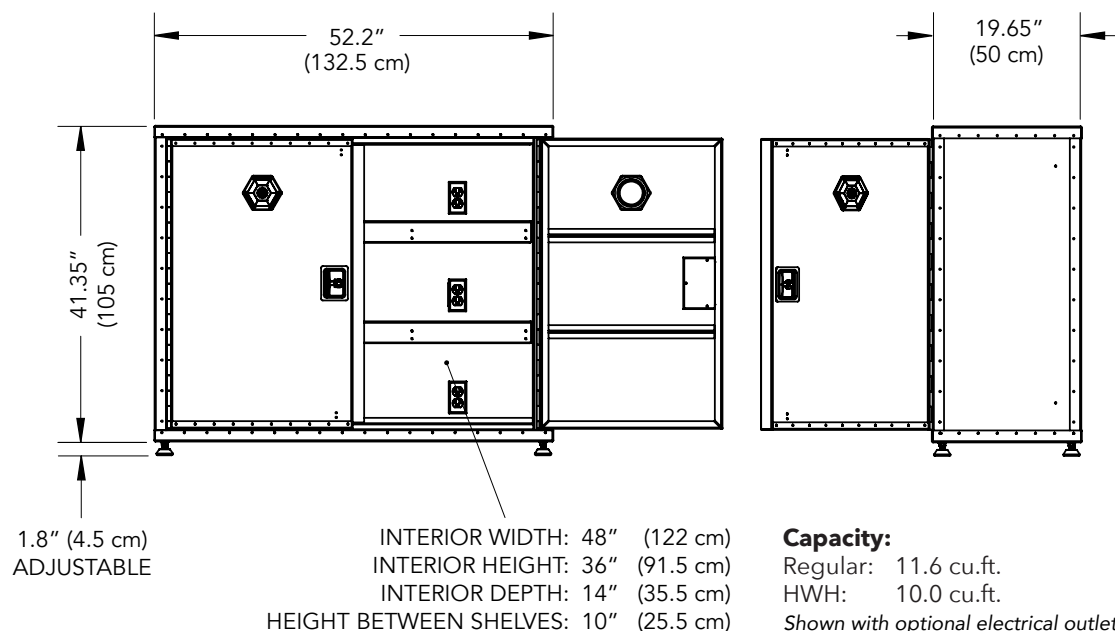 52.2"
(132.5 cm)
19.65"
(50 cm)
41.35"
(105 cm)
1.8" (4.5 cm)
ADJUSTABLE
INTERIOR WIDTH: 48" (122 cm)
INTERIOR HEIGHT: 36" (91.5 cm)
INTERIOR DEPTH: 14" (35.5 cm)
HEIGHT BETWEEN SHELVES: 10" (25.5 cm)
Capacity:
Regular: 11.6 cu.ft.
HWH: 10.0 cu.ft.
Shown with optional electrical outlet